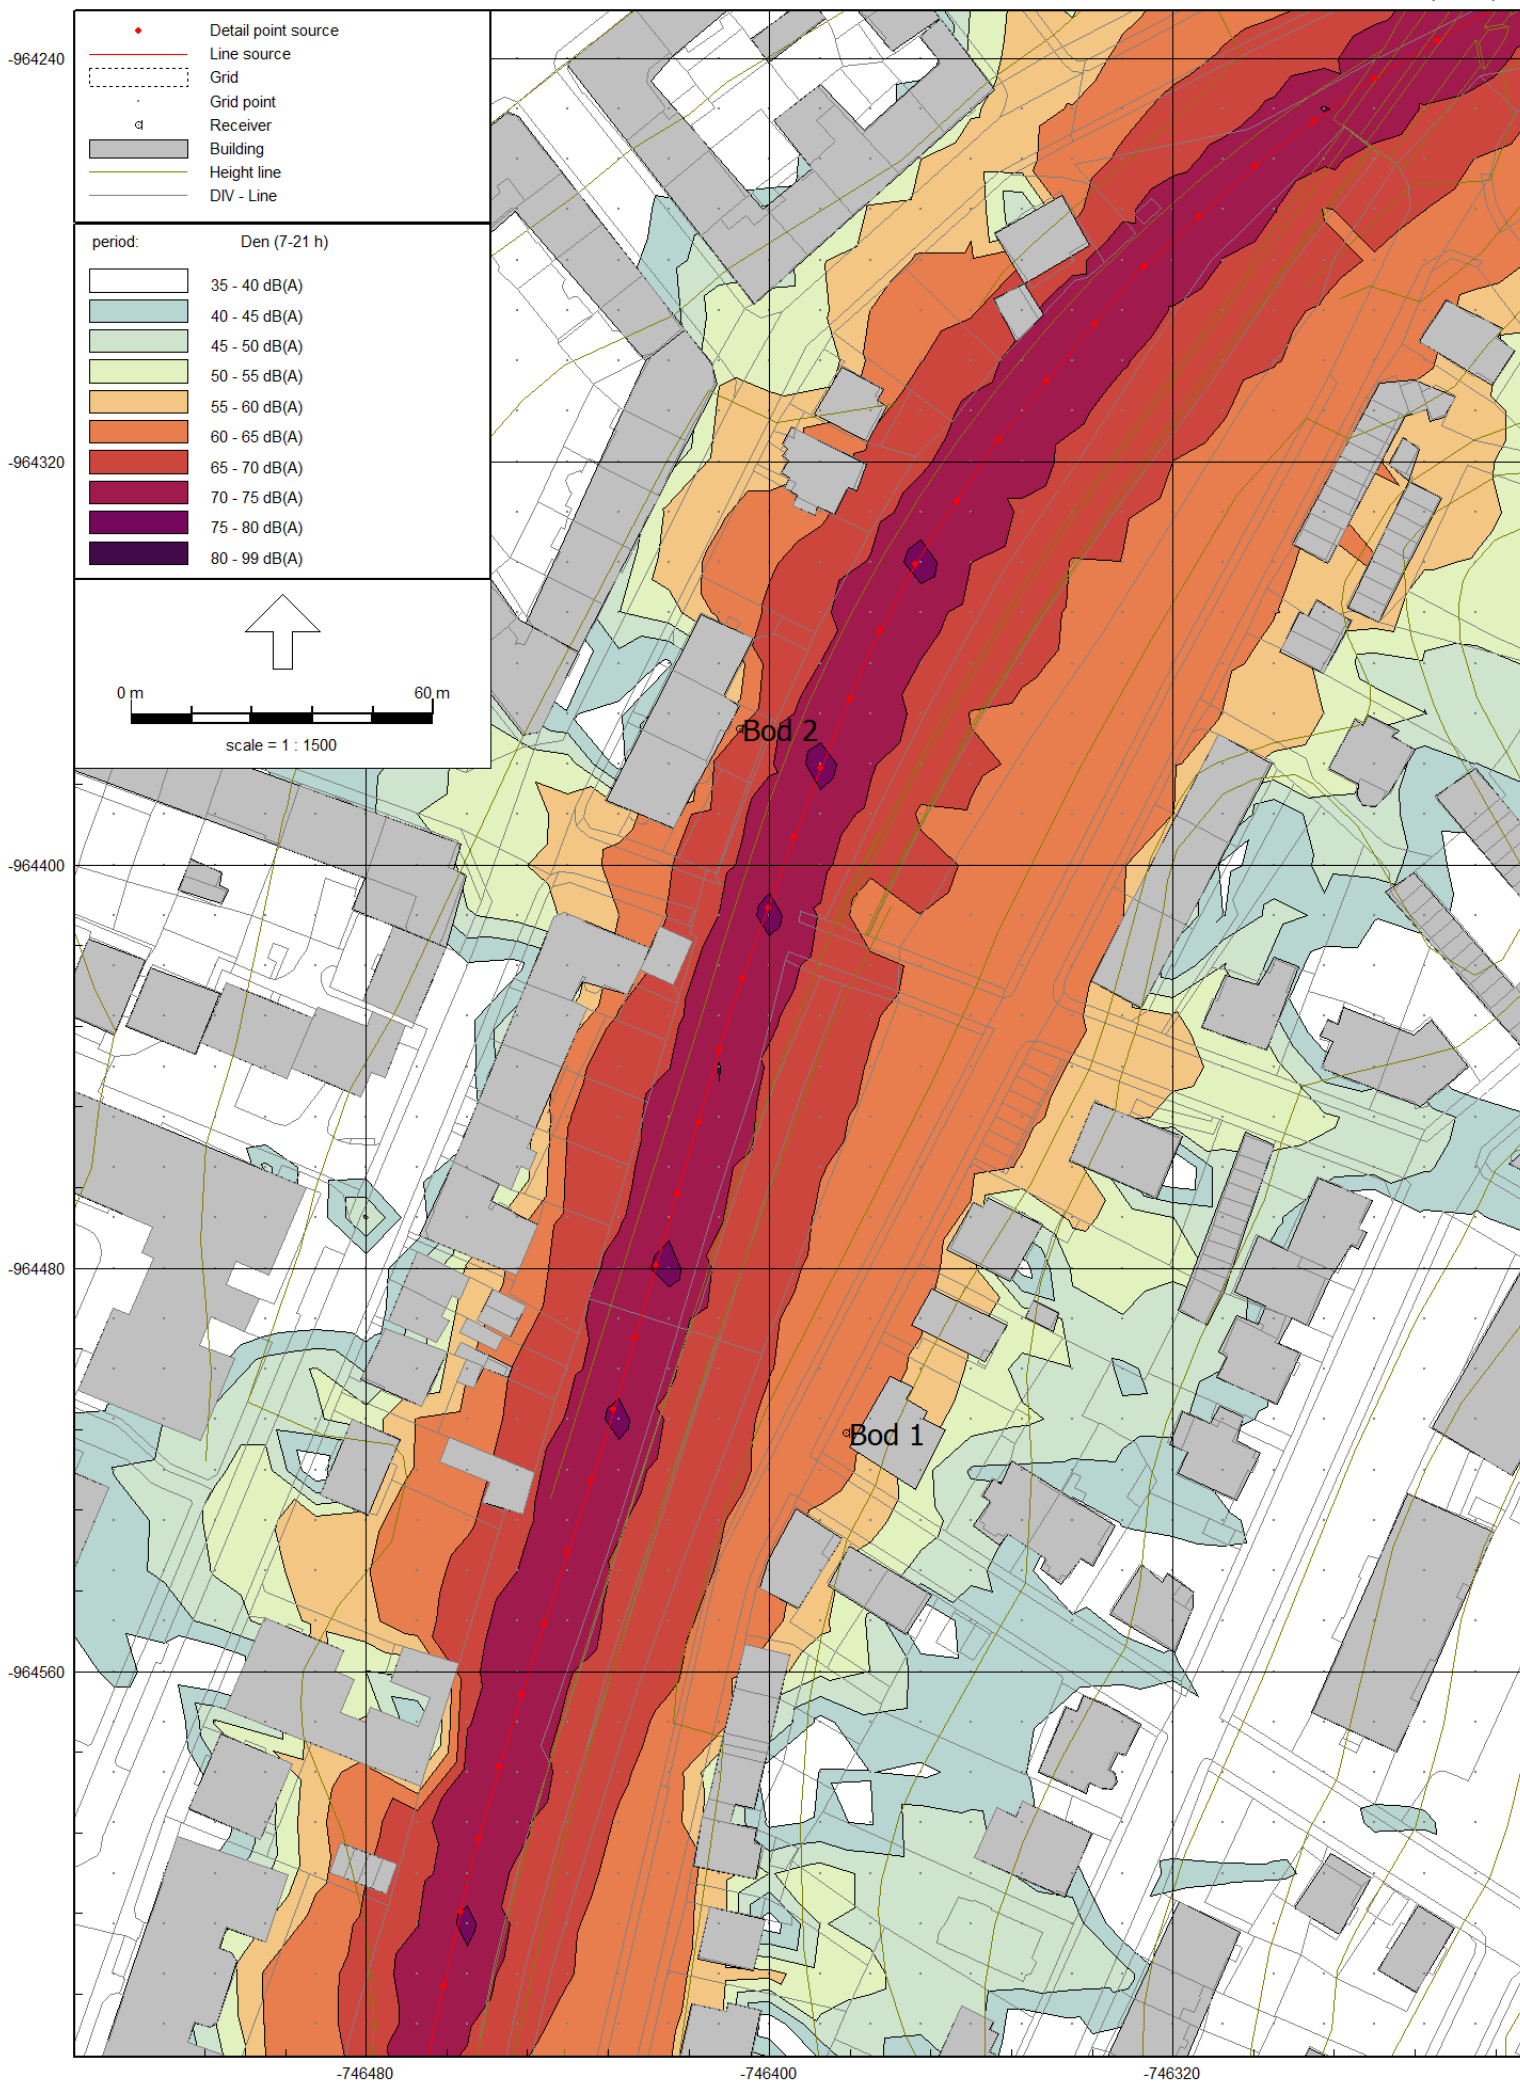 Detail point source
Line source
Grid
Grid point
Receiver
Building
Height line
DIV - Line
period: Den (7-21 h)
35 - 40 dB(A)
40 - 45 dB(A)
45 - 50 dB(A)
50 - 55 dB(A)
55 - 60 dB(A)
60 - 65 dB(A)
65 - 70 dB(A)
70 - 75 dB(A)
75 - 80 dB(A)
80 - 99 dB(A)
0 m 60 m
scale = 1 : 1500
-964240
-964320
-964400
-964480
-964560
Bod 2
Bod 1
-746480 -746400 -746320